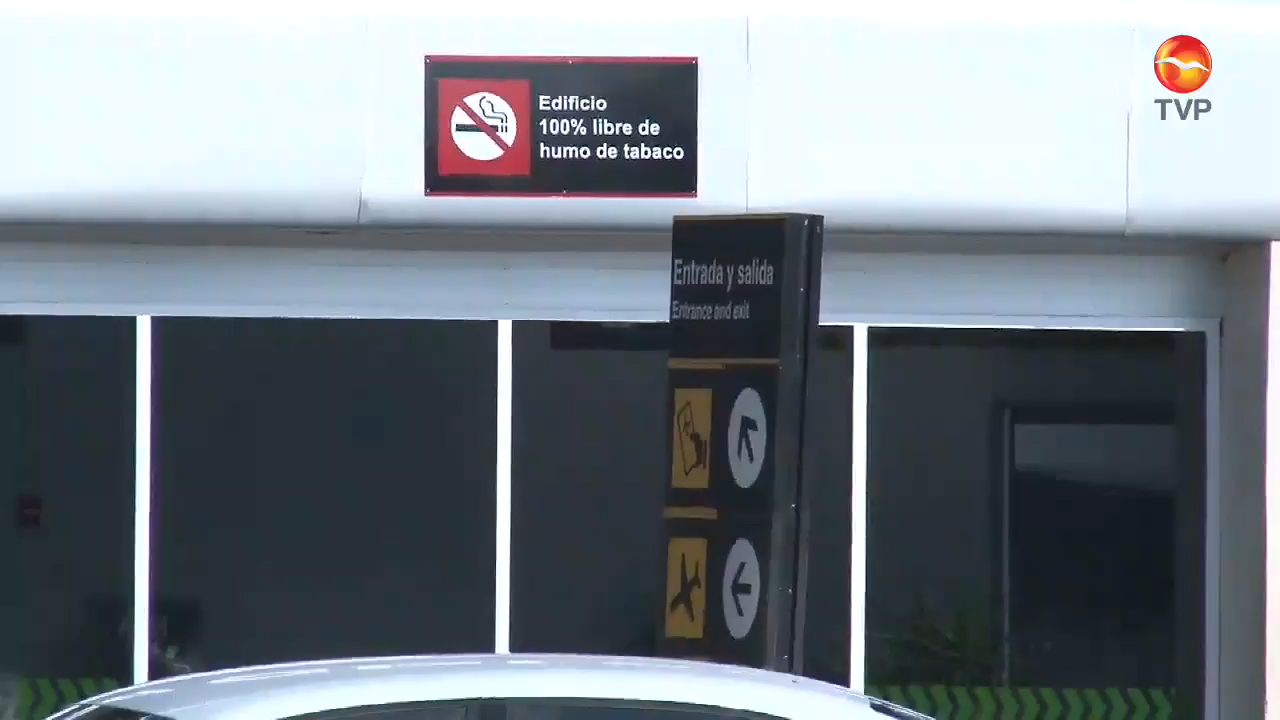 TVP
Edificio
100% libre de
humo de tabaco
Entrada y salida
Entrance and exit